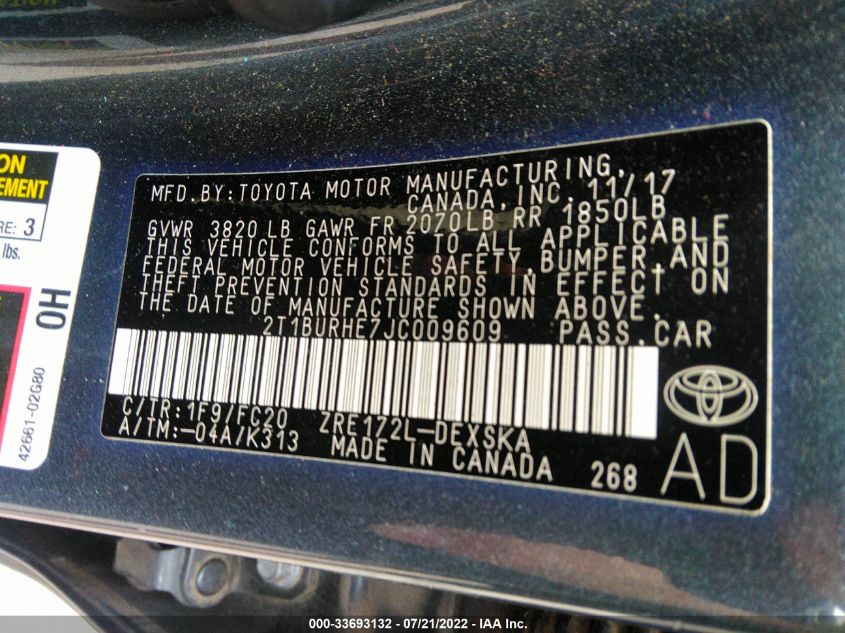 ON
EMENT
RE: 3
lbs.
OH
42661-02G80
MFD.BY:TOYOTA MOTOR MANUFACTURING,
CANADA,INC. 11/17
GVWR 3820 LB GAWR FR 2070LB RR 1850LB
THIS VEHICLE CONFORMS TO ALL APPLICABLE
FEDERAL MOTOR VEHICLE SAFETY,BUMPER,AND
THEFT PREVENTION STANDARDS IN EFFECT ON
THE DATE OF MANUFACTURE SHOWN ABOVE.
2T1BURHE7JC009609 PASS.CAR
C/TR:1F9/FC20 ZRE172L-DEXSKA
A/TM:-04A/K313 MADE IN CANADA 268
AD
000-33693132 - 07/21/2022 - IAA Inc.